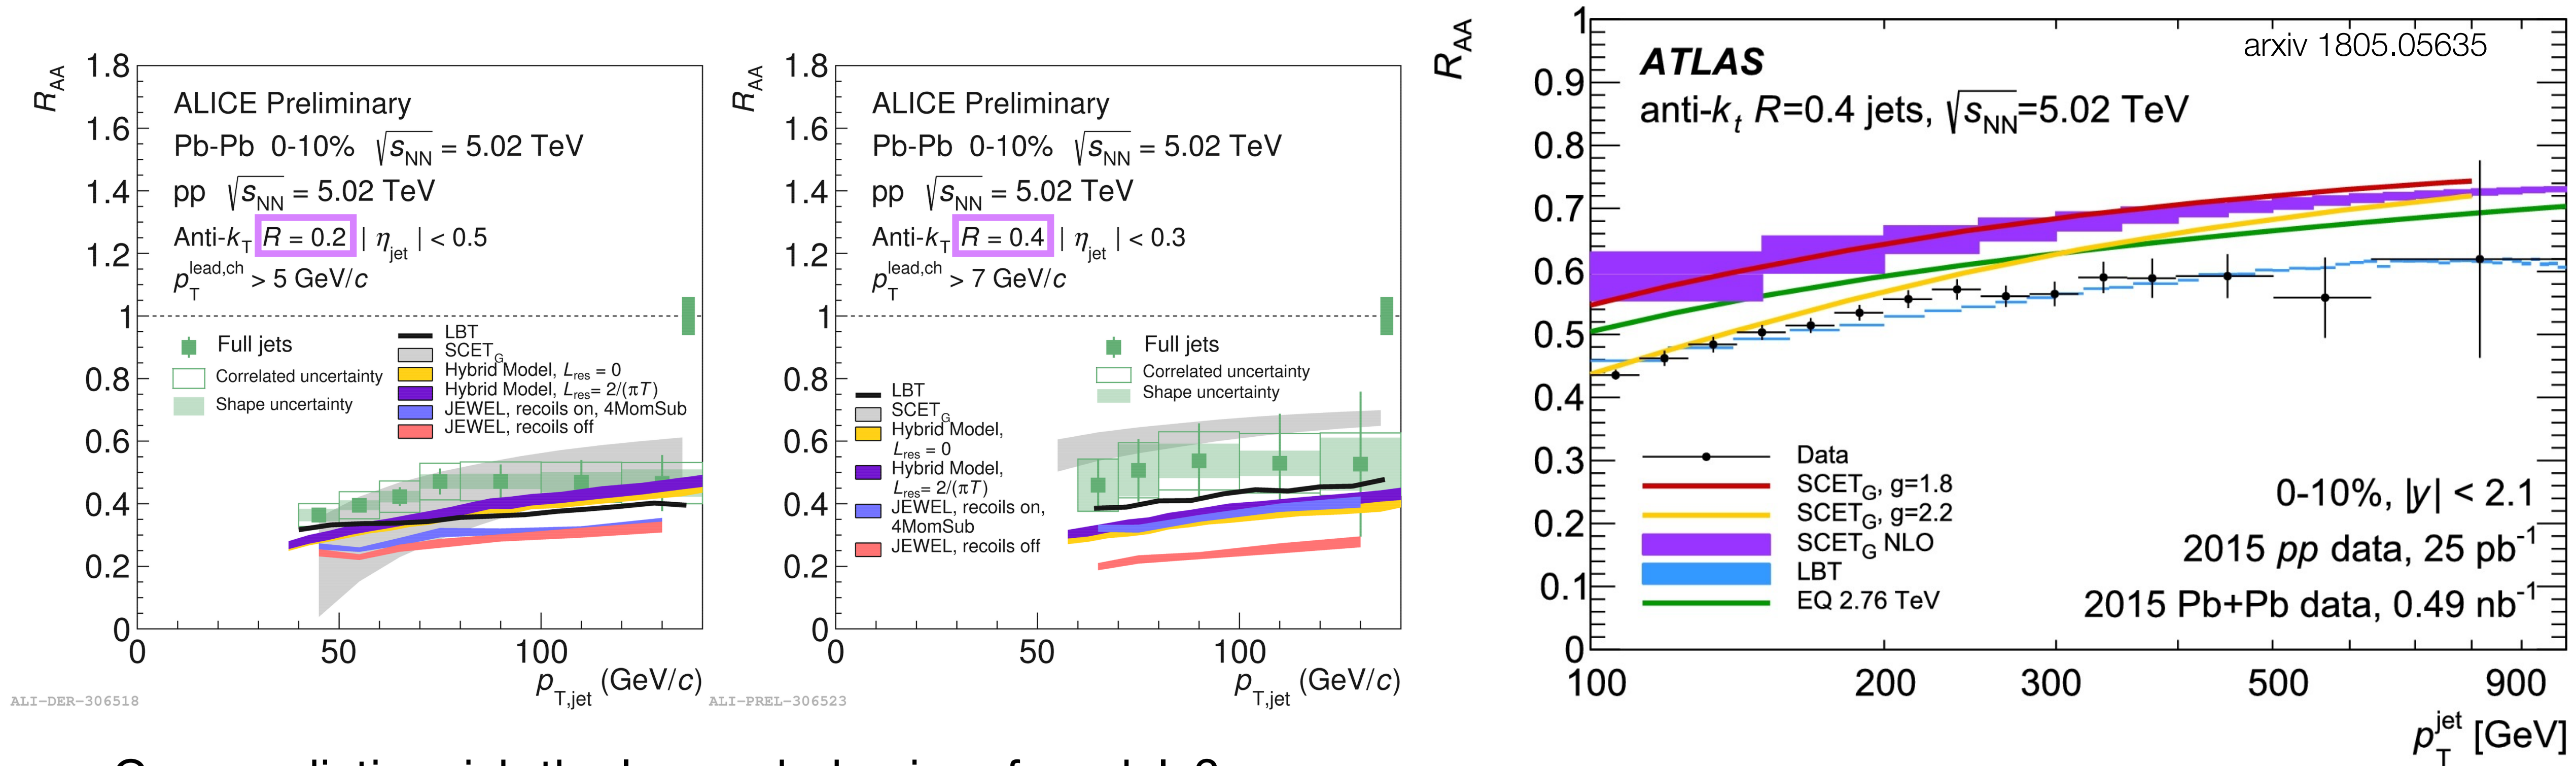 R_AA
1.8
1.6
1.4
1.2
1
0.8
0.6
0.4
0.2
0
ALICE Preliminary
Pb-Pb 0-10% √s_NN = 5.02 TeV
pp √s_NN = 5.02 TeV
Anti-k_T R = 0.2 | η_jet | < 0.5
p_T^lead,ch > 5 GeV/c
Full jets
Correlated uncertainty
Shape uncertainty
LBT
SCET_G
Hybrid Model, L_res = 0
Hybrid Model, L_res = 2/(πT)
JEWEL, recoils on, 4MomSub
JEWEL, recoils off
0 50 100
p_T,jet (GeV/c)
ALI-DER-306518
R_AA
1.8
1.6
1.4
1.2
1
0.8
0.6
0.4
0.2
0
ALICE Preliminary
Pb-Pb 0-10% √s_NN = 5.02 TeV
pp √s_NN = 5.02 TeV
Anti-k_T R = 0.4 | η_jet | < 0.3
p_T^lead,ch > 7 GeV/c
Full jets
Correlated uncertainty
Shape uncertainty
LBT
SCET_G
Hybrid Model,
L_res = 0
Hybrid Model,
L_res = 2/(πT)
JEWEL, recoils on,
4MomSub
JEWEL, recoils off
0 50 100
p_T,jet (GeV/c)
ALI-PREL-306523
R_AA
1
0.9
0.8
0.7
0.6
0.5
0.4
0.3
0.2
0.1
0
arxiv 1805.05635
ATLAS
anti-k_t R=0.4 jets, √s_NN=5.02 TeV
Data
SCET_G, g=1.8
SCET_G, g=2.2
SCET_G NLO
LBT
EQ 2.76 TeV
0-10%, |y| < 2.1
2015 pp data, 25 pb^-1
2015 Pb+Pb data, 0.49 nb^-1
100 200 300 500 900
p_T^jet [GeV]